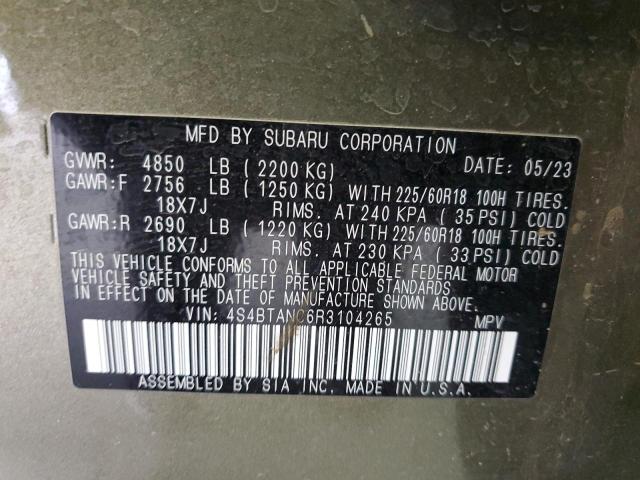 MFD BY SUBARU CORPORATION
GVWR: 4850 LB ( 2200 KG) DATE: 05/23
GAWR:F 2756 LB ( 1250 KG) WITH 225/60R18 100H TIRES.
18X7J RIMS. AT 240 KPA ( 35 PSI) COLD
GAWR:R 2690 LB ( 1220 KG) WITH 225/60R18 100H TIRES.
18X7J RIMS. AT 230 KPA ( 33 PSI) COLD
THIS VEHICLE CONFORMS TO ALL APPLICABLE FEDERAL MOTOR
VEHICLE SAFETY AND THEFT PREVENTION STANDARDS
IN EFFECT ON THE DATE OF MANUFACTURE SHOWN ABOVE.
VIN: 4S4BTANC6R3104265 MPV
ASSEMBLED BY SIA INC. MADE IN U.S.A.